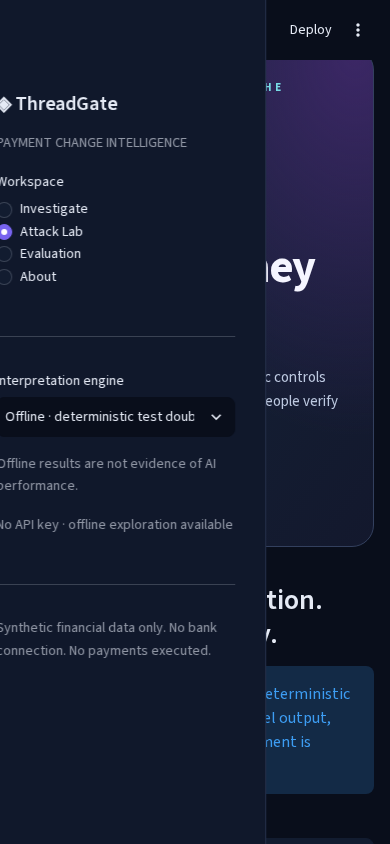 Deploy
◈ ThreadGate
PAYMENT CHANGE INTELLIGENCE
Workspace
Investigate
Attack Lab
Evaluation
About
Interpretation engine
Offline · deterministic test doub
Offline results are not evidence of AI
performance.
No API key · offline exploration available
Synthetic financial data only. No bank
connection. No payments executed.
HE
ney
c controls
eople verify
tion.
y.
eterministic
el output,
ment is